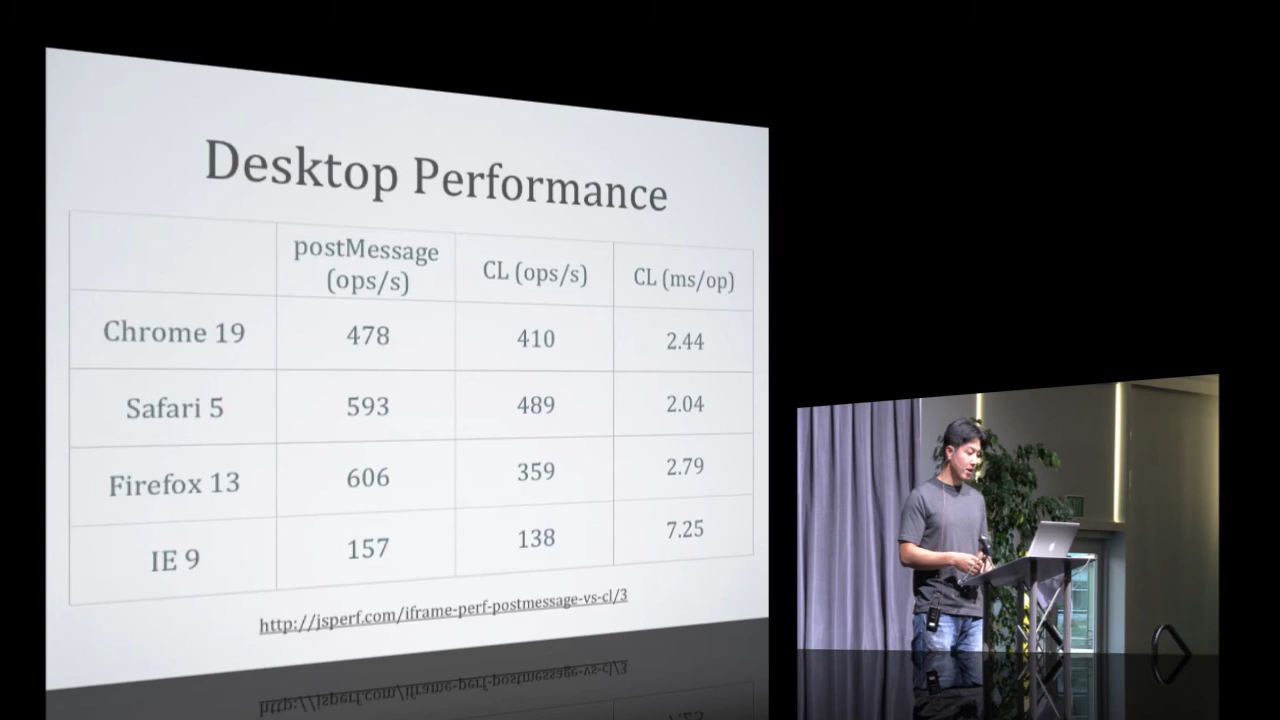 Desktop Performance
postMessage (ops/s) CL (ops/s) CL (ms/op)
Chrome 19 478 410 2.44
Safari 5 593 489 2.04
Firefox 13 606 359 2.79
IE 9 157 138 7.25
http://jsperf.com/iframe-perf-postmessage-vs-cl/3